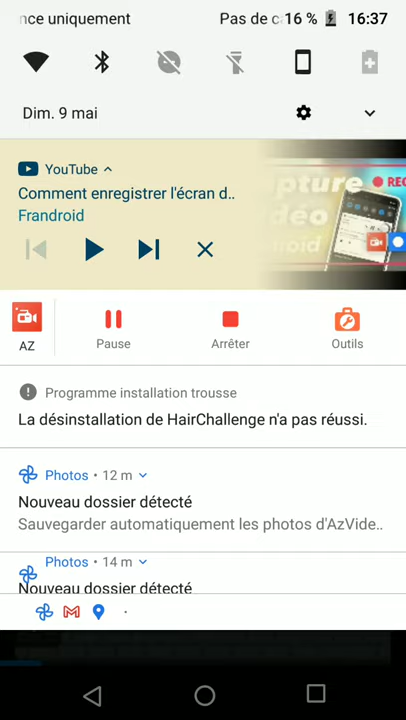 nce uniquement Pas de c 16 % 16:37
Dim. 9 mai
YouTube
Comment enregistrer l'écran d..
Frandroid
pture
REC
déo
droid
AZ
Pause
Arrêter
Outils
Programme installation trousse
La désinstallation de HairChallenge n'a pas réussi.
Photos • 12 m
Nouveau dossier détecté
Sauvegarder automatiquement les photos d'AzVide..
Photos • 14 m
Nouveau dossier détecté